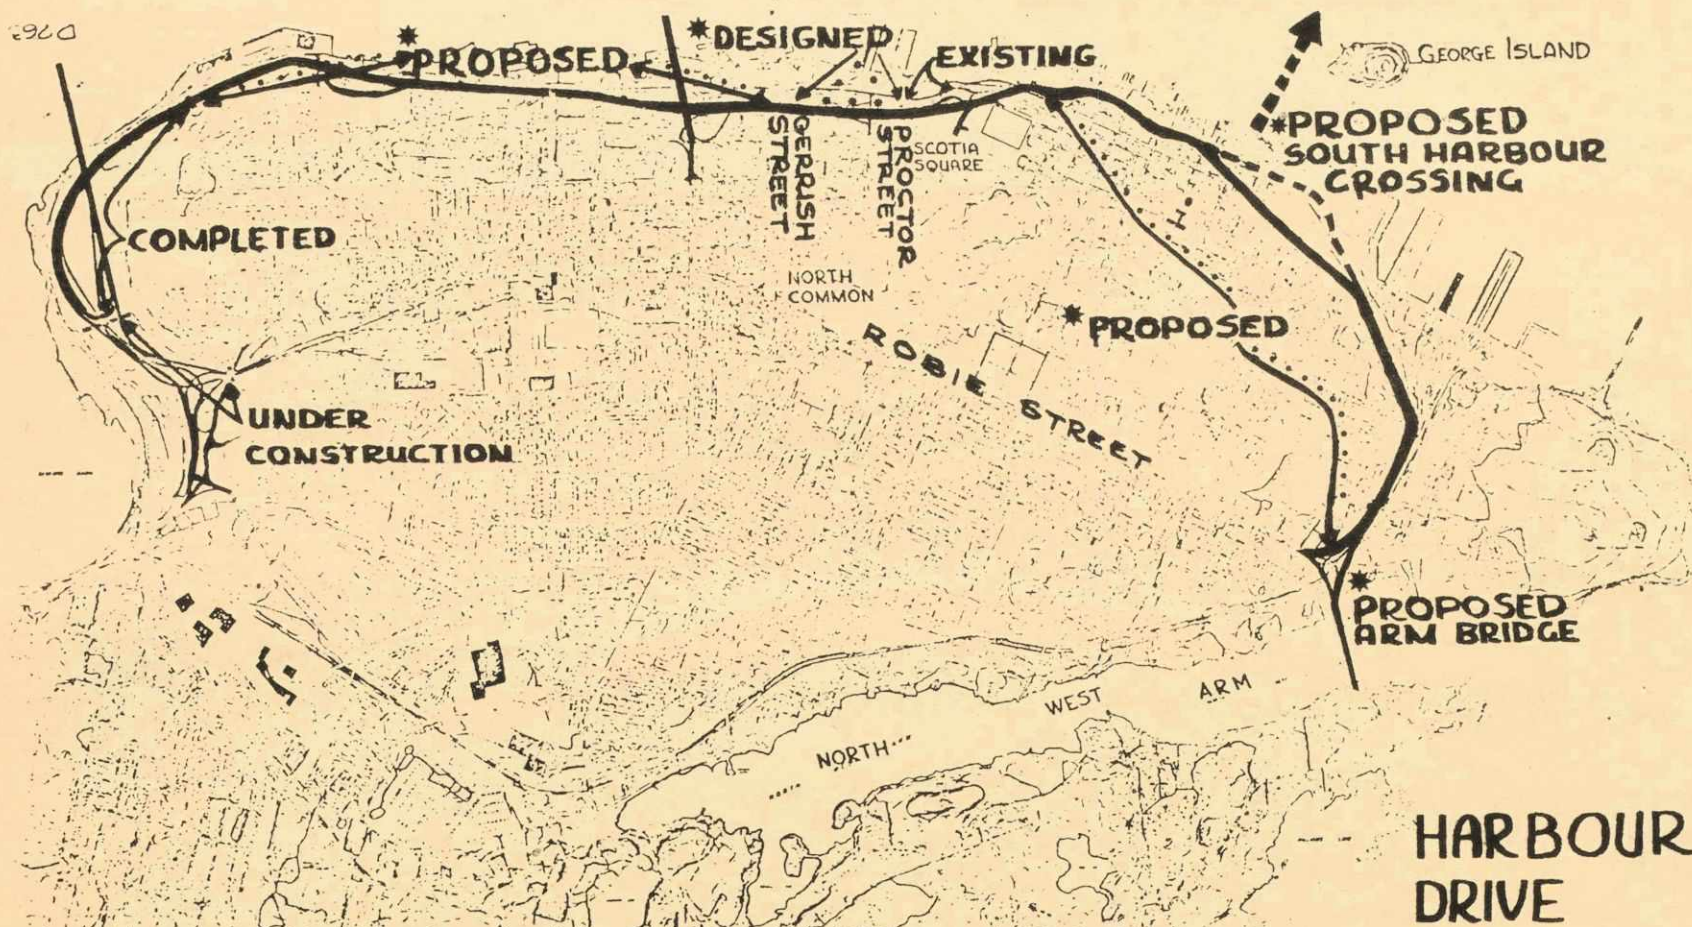 PROPOSED
DESIGNED
EXISTING
GEORGE ISLAND
PROPOSED
SOUTH HARBOUR
CROSSING
GERRISH
STREET
PROCTOR
STREET
SCOTIA
SQUARE
COMPLETED
NORTH
COMMON
PROPOSED
ROBIE STREET
UNDER
CONSTRUCTION
PROPOSED
ARM BRIDGE
NORTH
WEST
ARM
HARBOUR
DRIVE